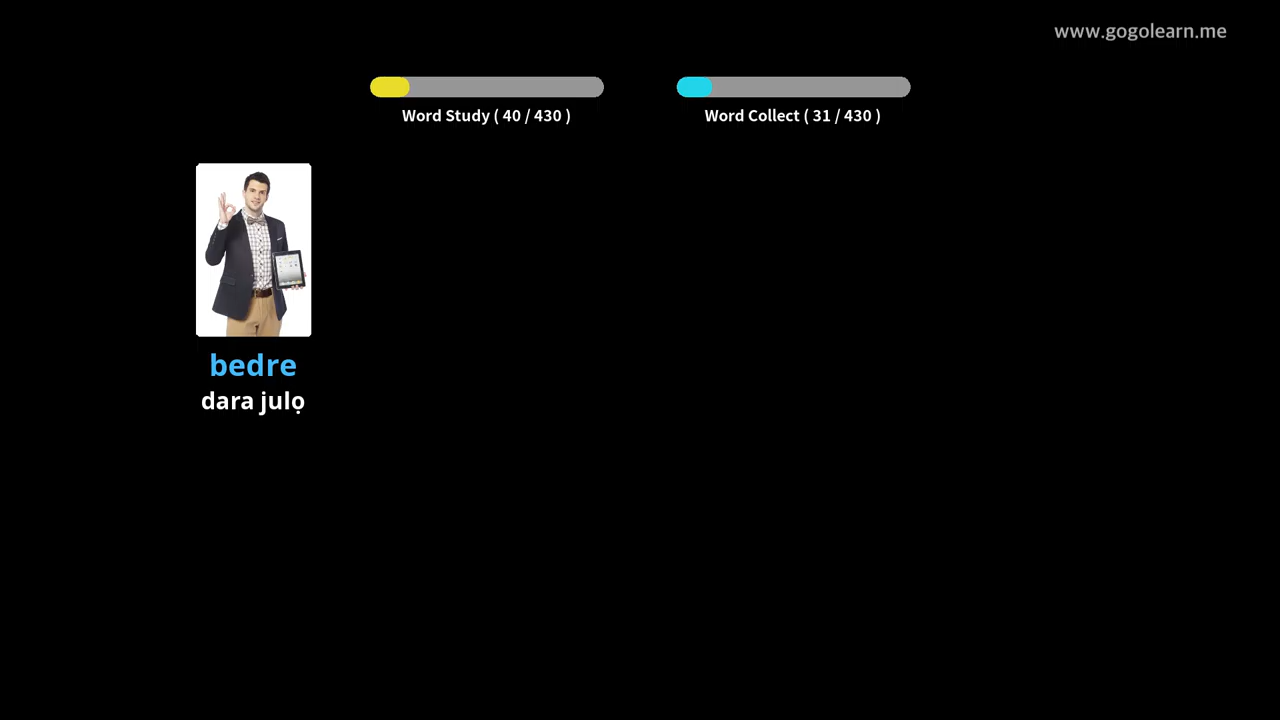 www.gogolearn.me
Word Study ( 40 / 430 )
Word Collect ( 31 / 430 )
bedre
dara julọ